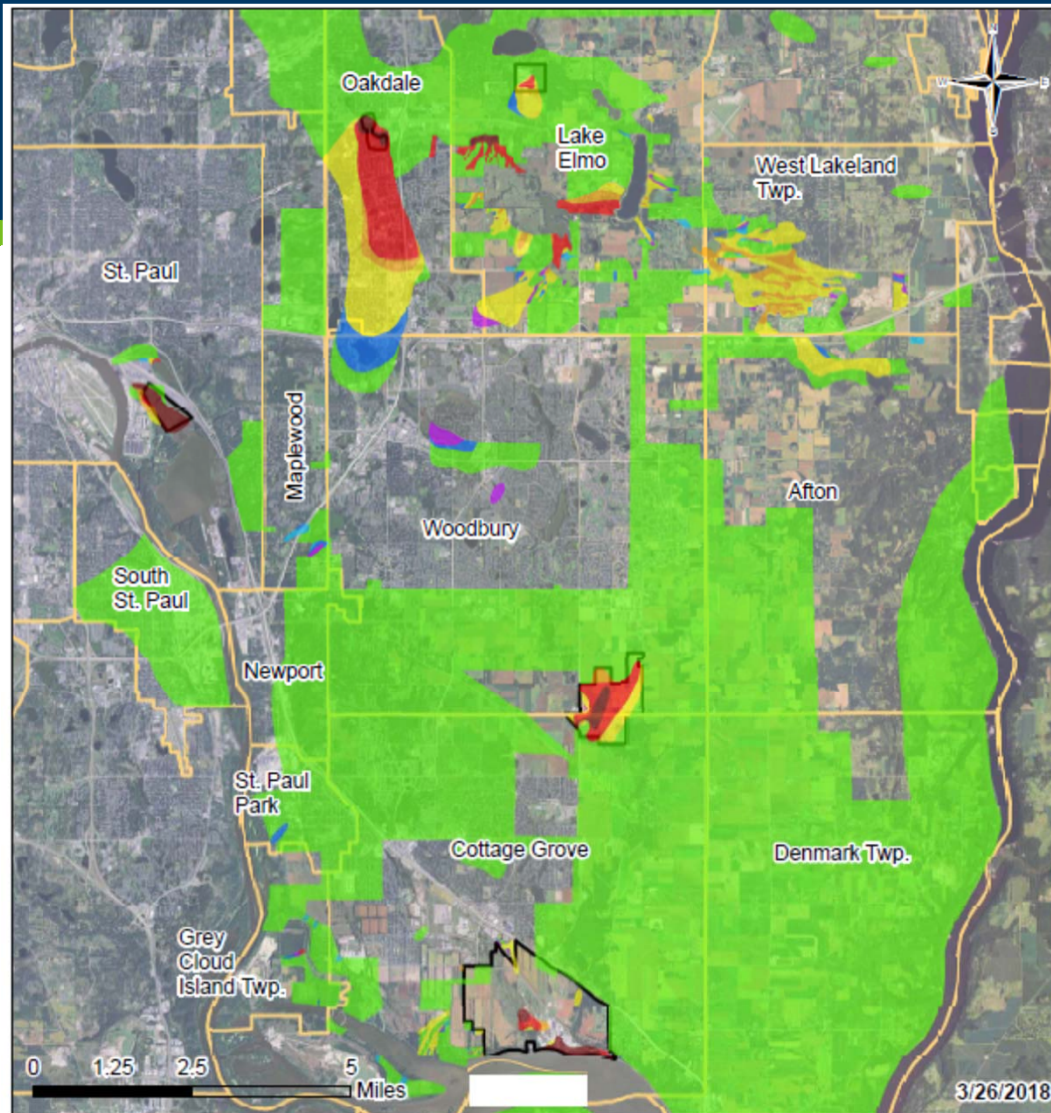 N
W
E
S
Oakdale
Lake
Elmo
West Lakeland
Twp.
St. Paul
Maplewood
Afton
Woodbury
South
St. Paul
Newport
St. Paul
Park
Cottage Grove
Denmark Twp.
Grey
Cloud
Island Twp.
0 1.25 2.5 5
Miles
3/26/2018